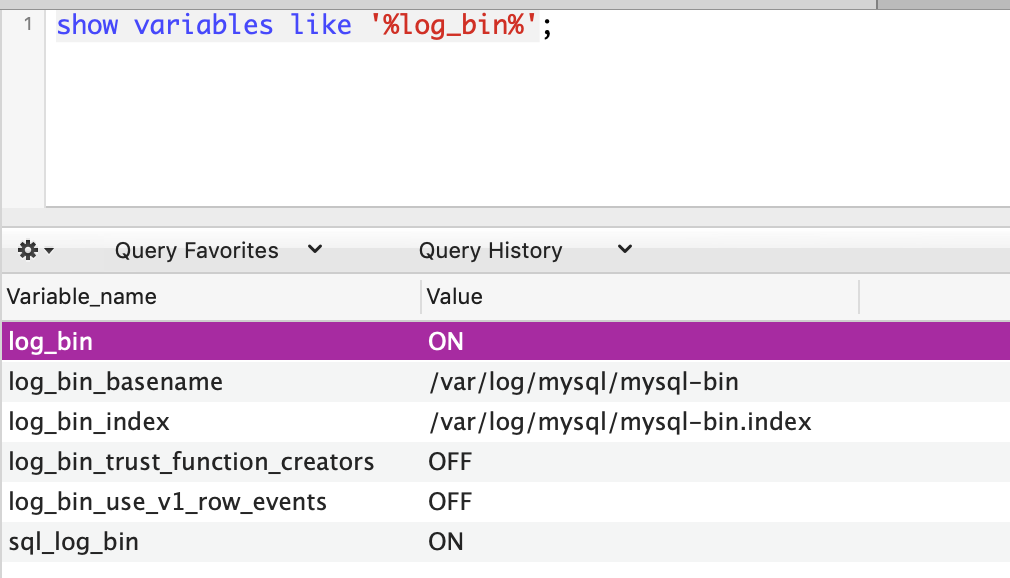 1 show variables like '%log_bin%';
Query Favorites Query History
Variable_name Value
log_bin ON
log_bin_basename /var/log/mysql/mysql-bin
log_bin_index /var/log/mysql/mysql-bin.index
log_bin_trust_function_creators OFF
log_bin_use_v1_row_events OFF
sql_log_bin ON